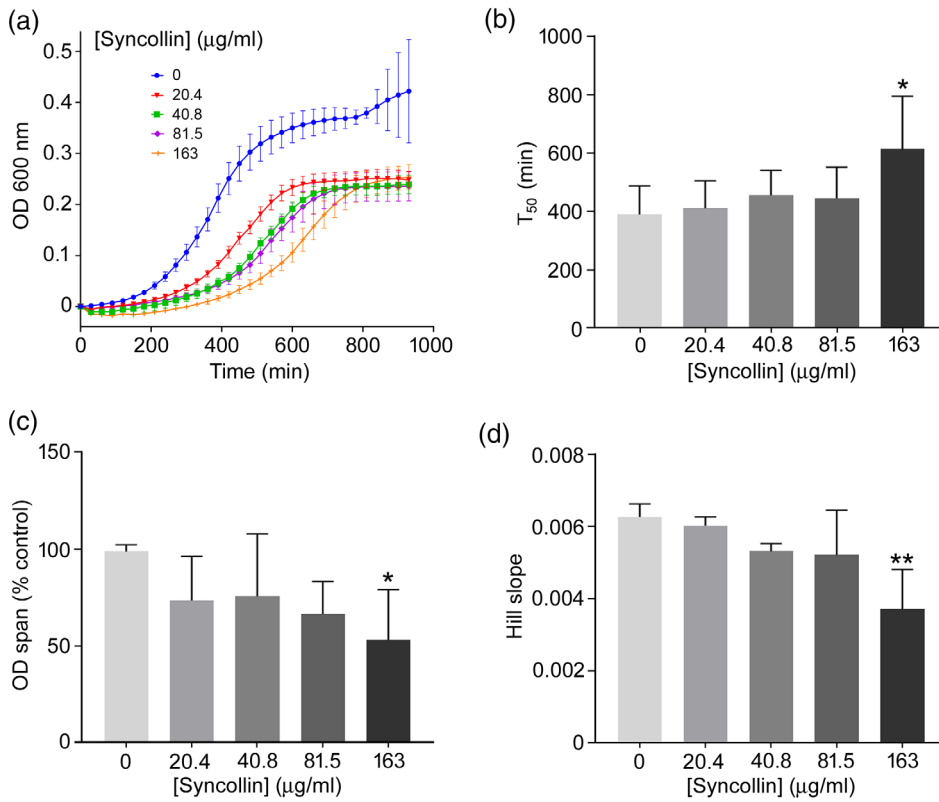 (a)
[Syncollin] (μg/ml)
0
20.4
40.8
81.5
163
OD 600 nm
0.5
0.4
0.3
0.2
0.1
0
0 200 400 600 800 1000
Time (min)
(b)
T50 (min)
1000
800
600
400
200
0
*
0 20.4 40.8 81.5 163
[Syncollin] (μg/ml)
(c)
OD span (% control)
150
100
50
0
*
0 20.4 40.8 81.5 163
[Syncollin] (μg/ml)
(d)
Hill slope
0.008
0.006
0.004
0.002
0
**
0 20.4 40.8 81.5 163
[Syncollin] (μg/ml)